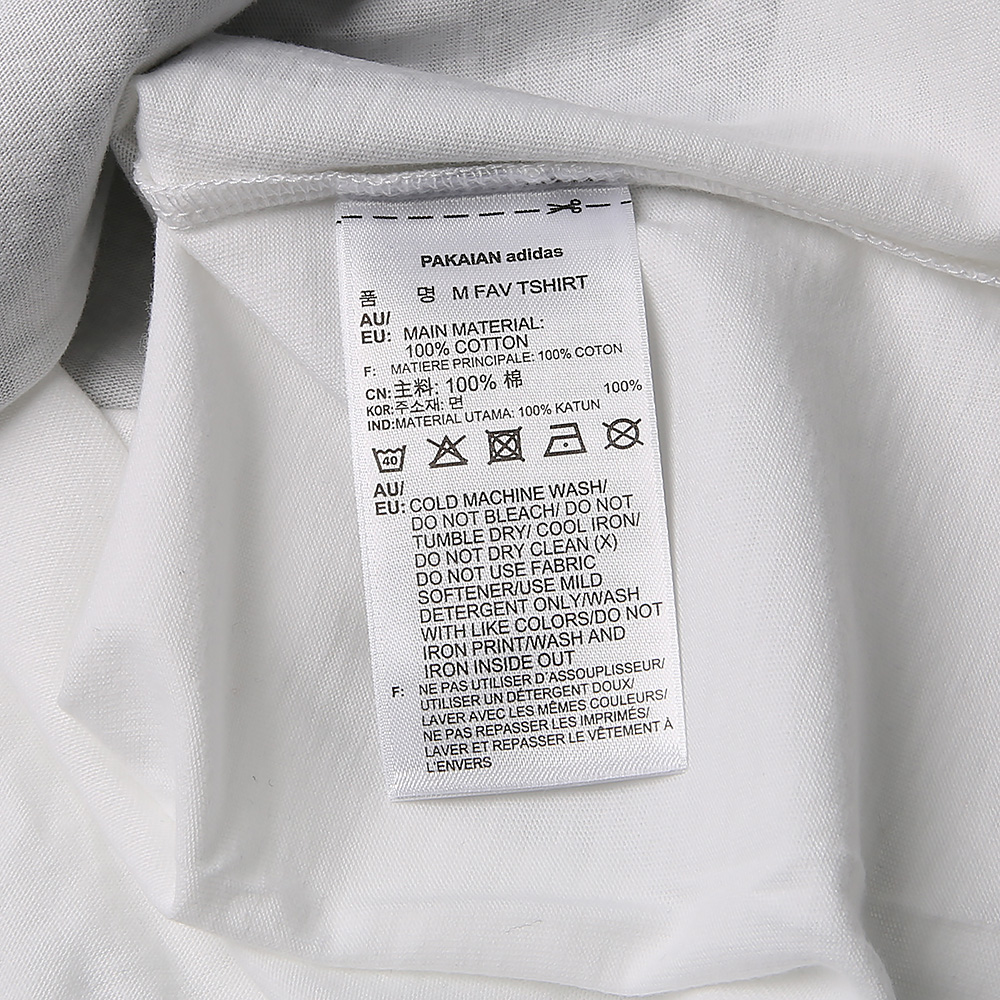 PAKAIAN adidas
품 명 M FAV TSHIRT
AU/
EU: MAIN MATERIAL:
100% COTTON
F: MATIERE PRINCIPALE: 100% COTON
CN: 主料: 100% 棉
KOR: 주소재: 면 100%
IND: MATERIAL UTAMA: 100% KATUN
40
AU/
EU: COLD MACHINE WASH/
DO NOT BLEACH/ DO NOT
TUMBLE DRY/ COOL IRON/
DO NOT DRY CLEAN (X)
DO NOT USE FABRIC
SOFTENER/USE MILD
DETERGENT ONLY/WASH
WITH LIKE COLORS/DO NOT
IRON PRINT/WASH AND
IRON INSIDE OUT
F: NE PAS UTILISER D'ASSOUPLISSEUR/
UTILISER UN DÉTERGENT DOUX/
LAVER AVEC LES MÊMES COULEURS/
NE PAS REPASSER LES IMPRIMÉS/
LAVER ET REPASSER LE VÊTEMENT À
L'ENVERS